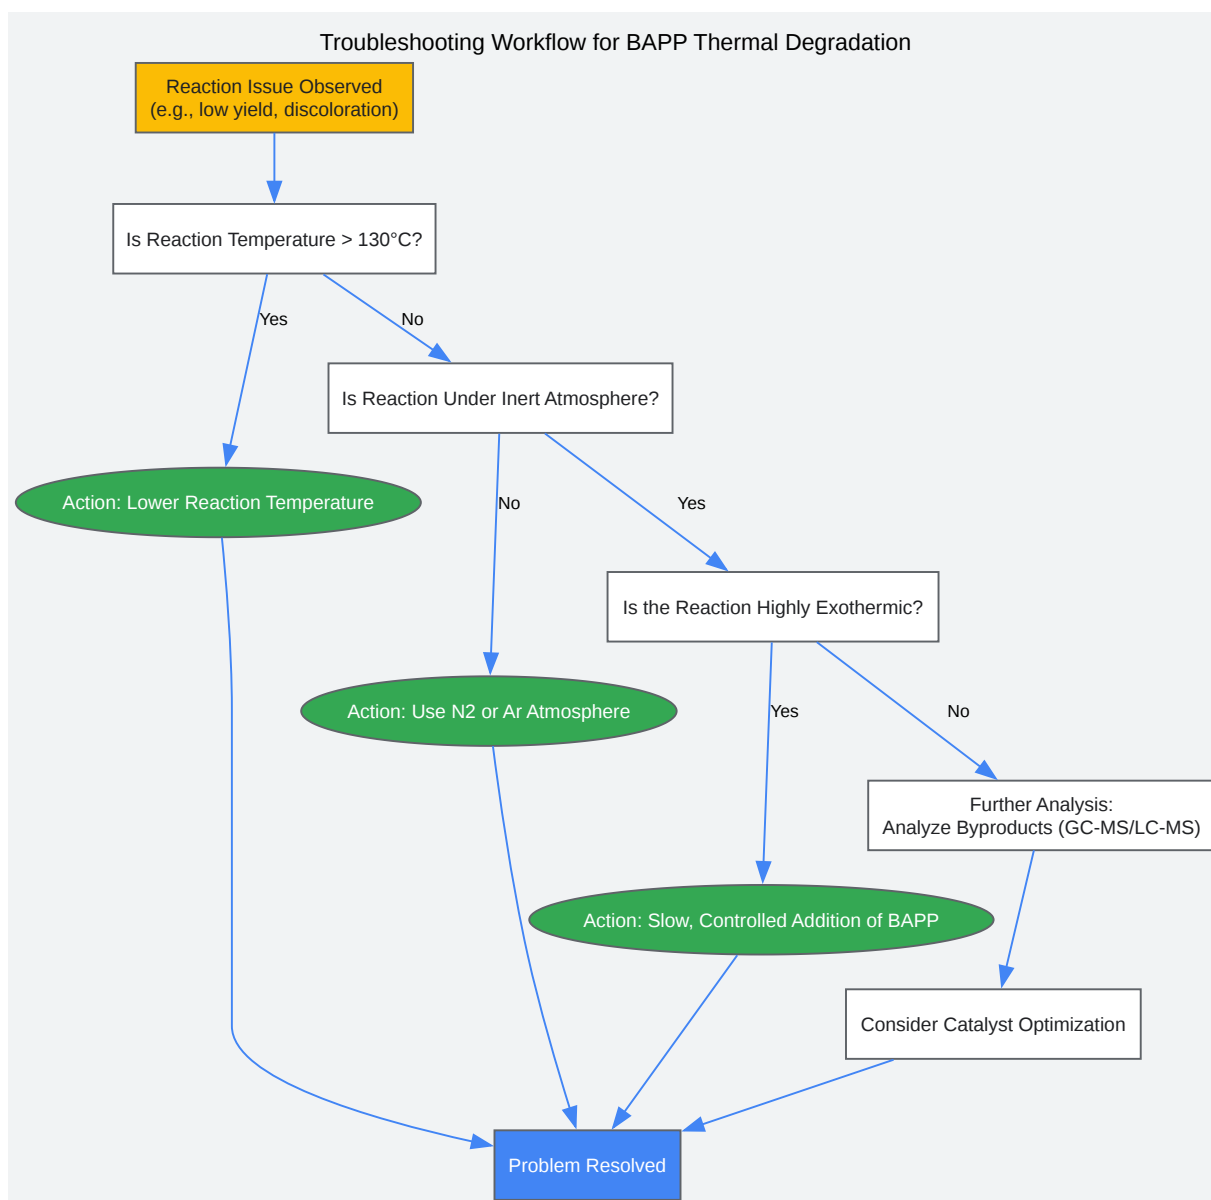 Troubleshooting Workflow for BAPP Thermal Degradation
Reaction Issue Observed
(e.g., low yield, discoloration)
Is Reaction Temperature > 130°C?
Yes
No
Is Reaction Under Inert Atmosphere?
Action: Lower Reaction Temperature
No
Yes
Is the Reaction Highly Exothermic?
Action: Use N2 or Ar Atmosphere
Yes
No
Further Analysis:
Analyze Byproducts (GC-MS/LC-MS)
Action: Slow, Controlled Addition of BAPP
Consider Catalyst Optimization
Problem Resolved